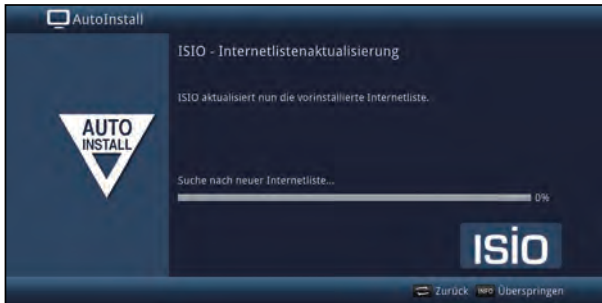 AutoInstall
ISIO - Internetlistenaktualisierung
ISIO aktualisiert nun die vorinstallierte Internetliste.
AUTO
INSTALL
Suche nach neuer Internetliste...
0%
ISIO
Zurück INFO Überspringen